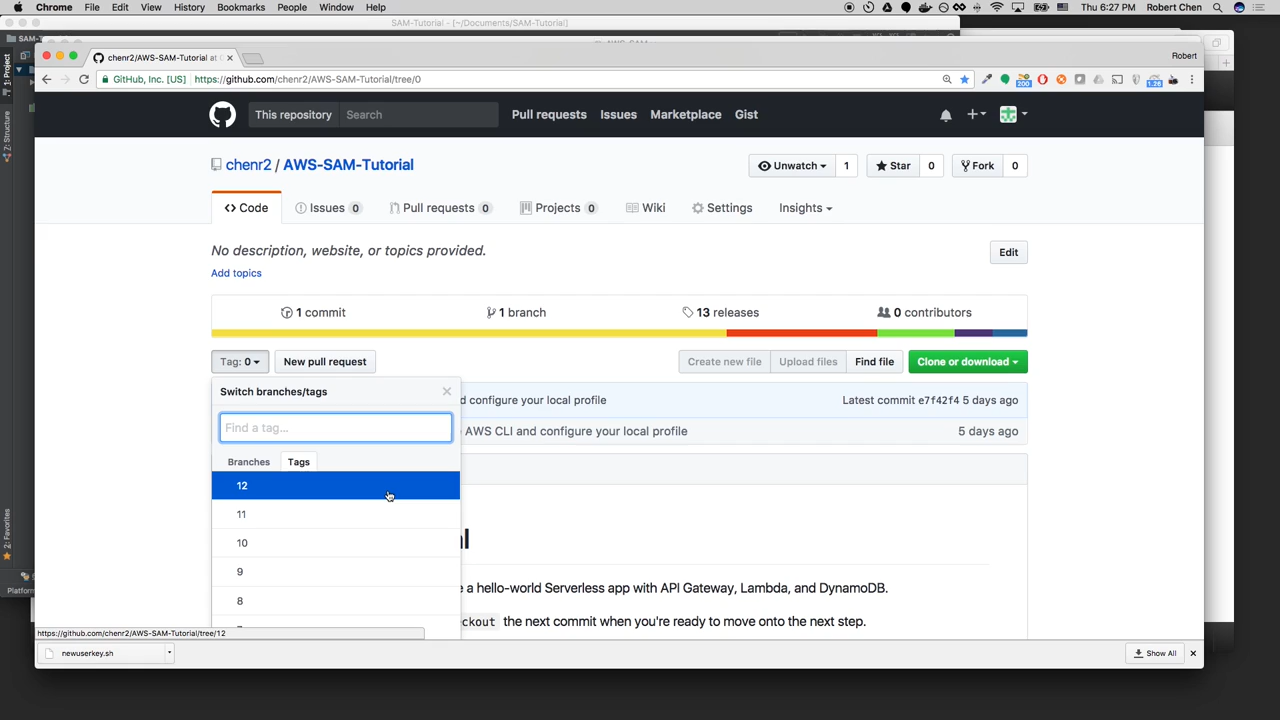 Chrome File Edit View History Bookmarks People Window Help Thu 6:27 PM Robert Chen
SAM-Tutorial - [~/Documents/SAM-Tutorial]
chenr2/AWS-SAM-Tutorial at Robert
GitHub, Inc. [US] https://github.com/chenr2/AWS-SAM-Tutorial/tree/0
1: Project
This repository Search Pull requests Issues Marketplace Gist
Structure
chenr2 / AWS-SAM-Tutorial Unwatch 1 Star 0 Fork 0
<> Code Issues 0 Pull requests 0 Projects 0 Wiki Settings Insights
No description, website, or topics provided. Edit
Add topics
1 commit 1 branch 13 releases 0 contributors
Tag: 0 New pull request Create new file Upload files Find file Clone or download
Switch branches/tags
d configure your local profile Latest commit e7f42f4 5 days ago
Find a tag...
AWS CLI and configure your local profile 5 days ago
Branches Tags
12
11
10
9
8
e a hello-world Serverless app with API Gateway, Lambda, and DynamoDB.
ckout the next commit when you're ready to move onto the next step.
2: Favorites
Platform
https://github.com/chenr2/AWS-SAM-Tutorial/tree/12
newuserkey.sh Show All